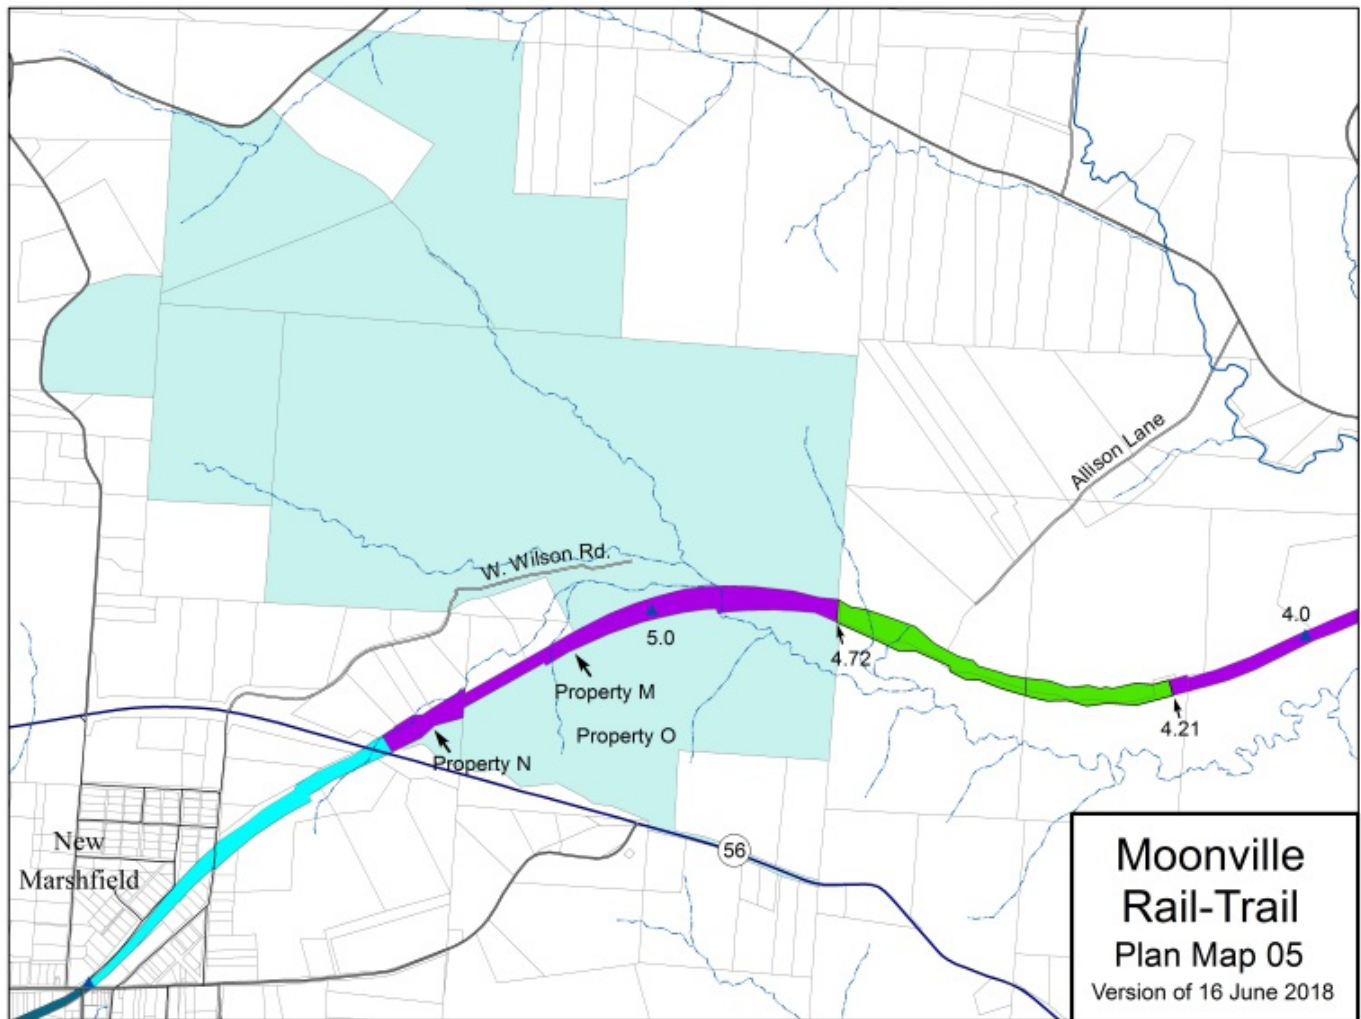 Allison Lane
W. Wilson Rd.
4.0
5.0
4.72
Property M
4.21
Property O
Property N
New
Marshfield
56
Moonville
Rail-Trail
Plan Map 05
Version of 16 June 2018